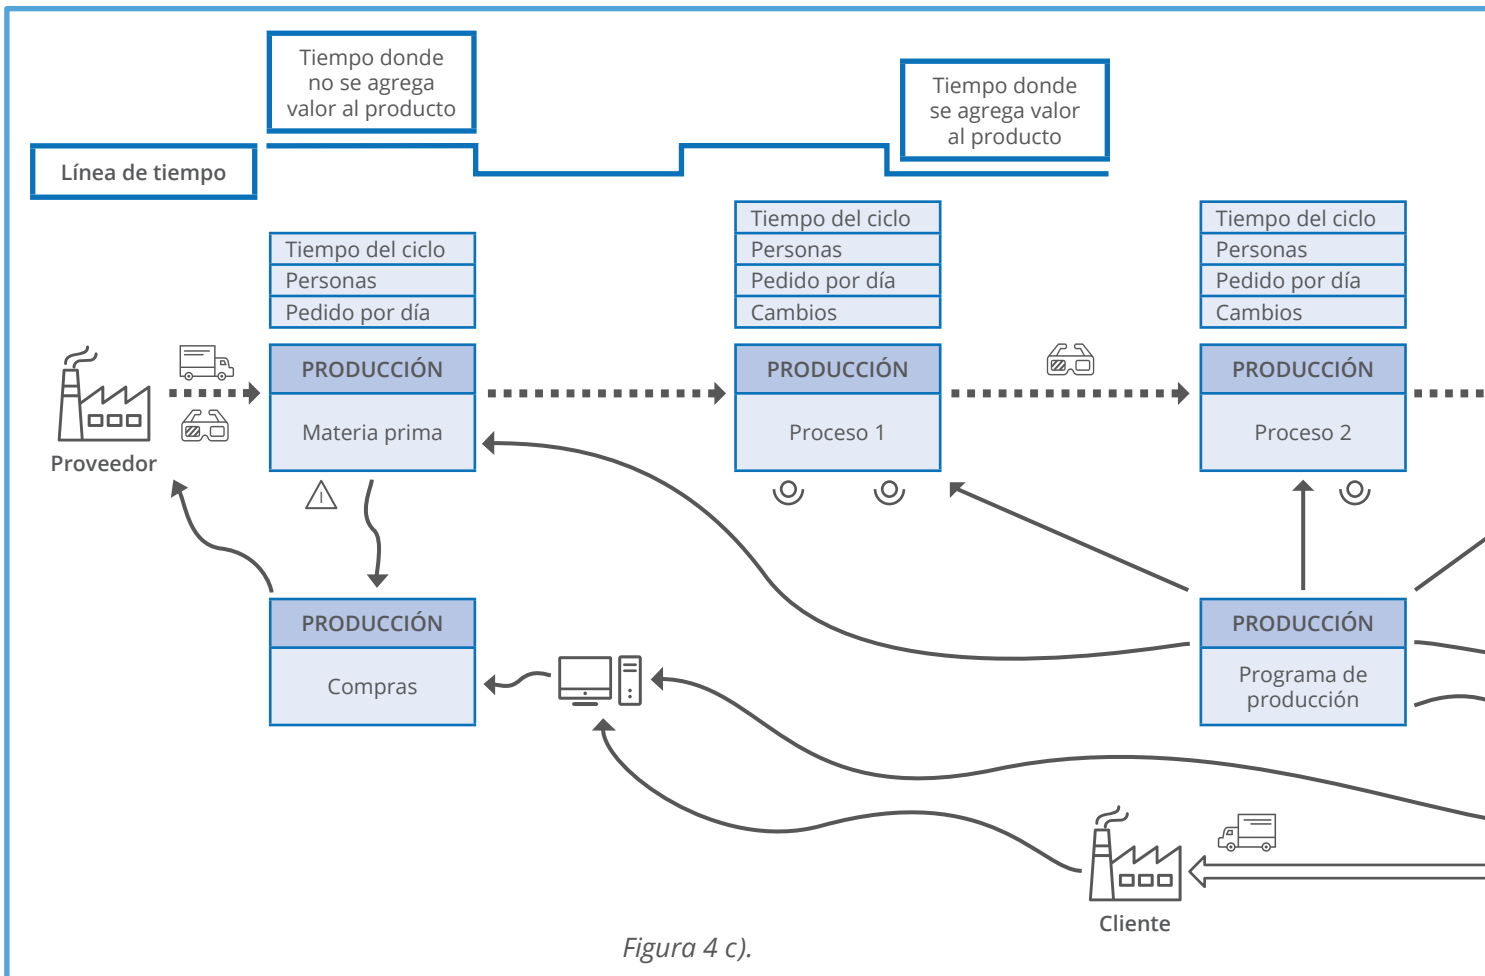 Tiempo donde
no se agrega
valor al producto
Tiempo donde
se agrega valor
al producto
Línea de tiempo
Tiempo del ciclo
Personas
Pedido por día
Tiempo del ciclo
Personas
Pedido por día
Cambios
Tiempo del ciclo
Personas
Pedido por día
Cambios
Proveedor
PRODUCCIÓN
Materia prima
PRODUCCIÓN
Proceso 1
PRODUCCIÓN
Proceso 2
PRODUCCIÓN
Compras
PRODUCCIÓN
Programa de
producción
Cliente
Figura 4 c).